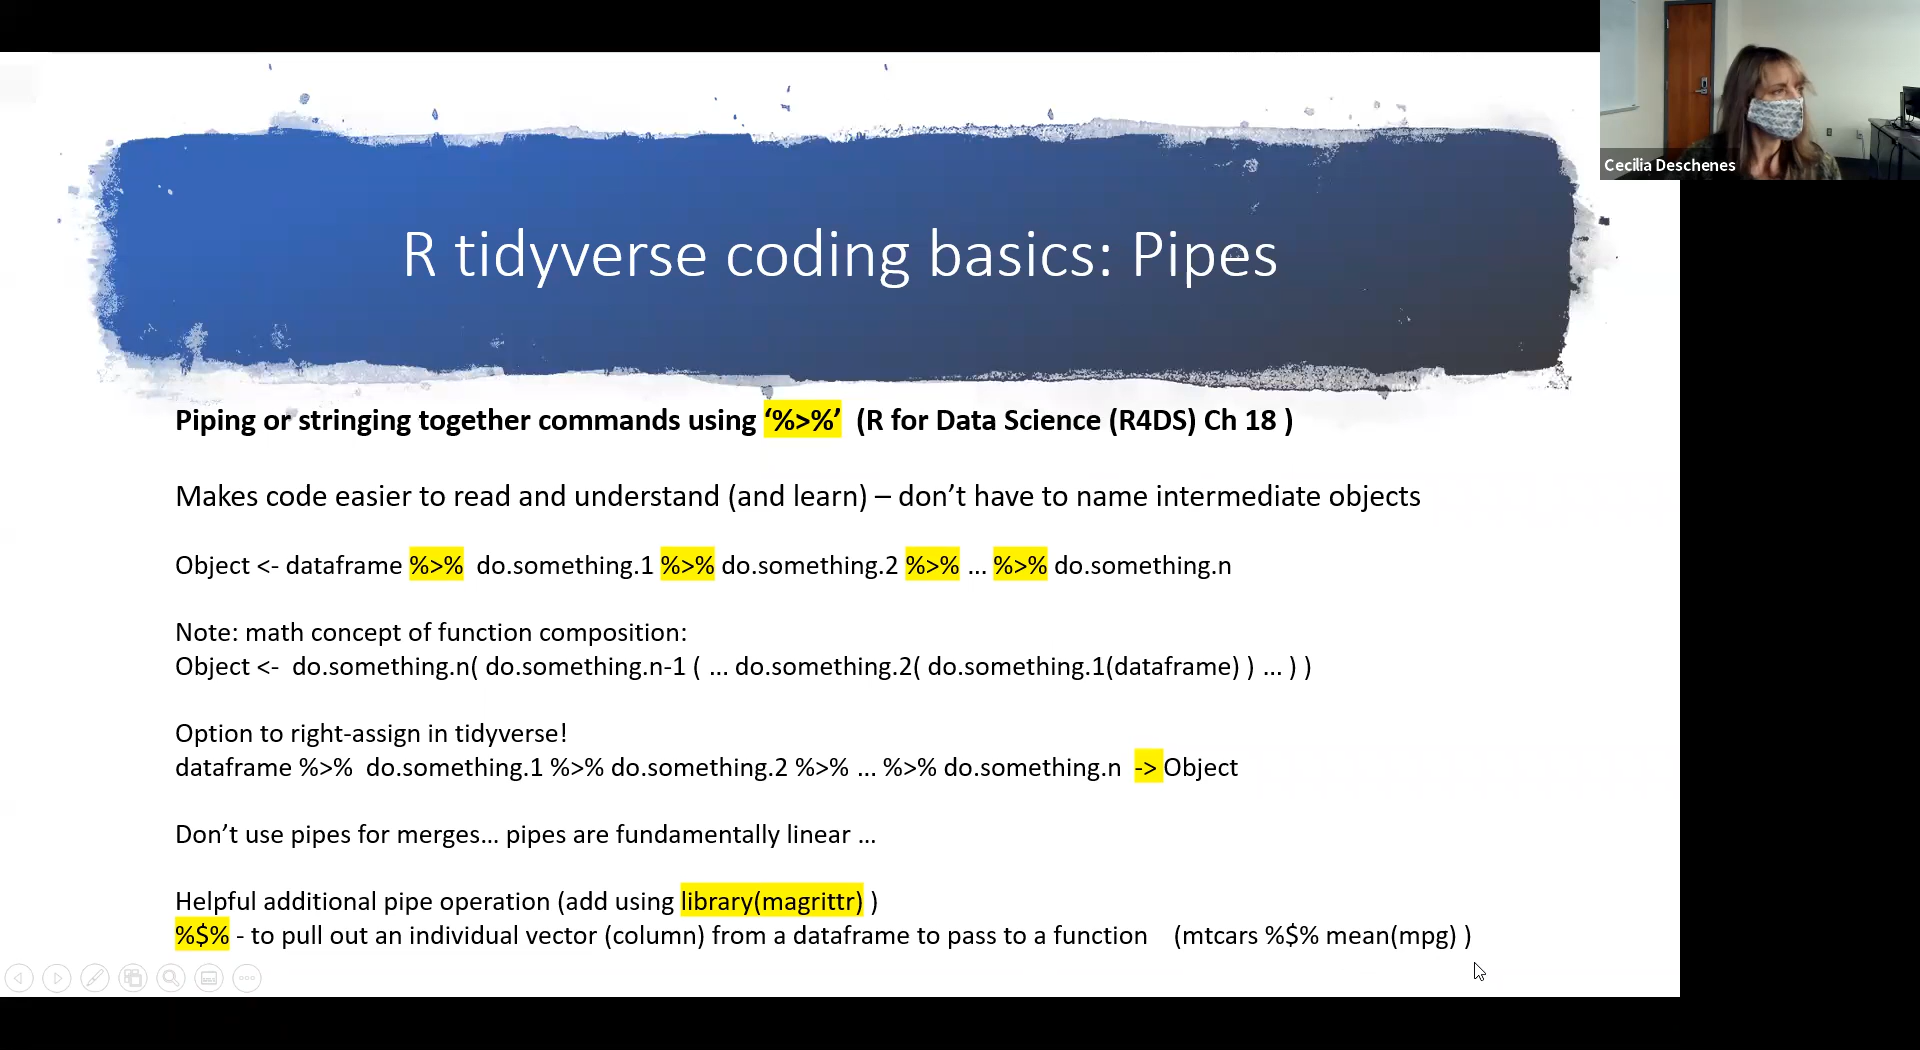 Cecilia Deschenes
R tidyverse coding basics: Pipes
Piping or stringing together commands using ‘%>%’ (R for Data Science (R4DS) Ch 18 )
Makes code easier to read and understand (and learn) – don’t have to name intermediate objects
Object <- dataframe %>% do.something.1 %>% do.something.2 %>% ... %>% do.something.n
Note: math concept of function composition:
Object <- do.something.n( do.something.n-1 ( ... do.something.2( do.something.1(dataframe) ) ... ) )
Option to right-assign in tidyverse!
dataframe %>% do.something.1 %>% do.something.2 %>% ... %>% do.something.n -> Object
Don’t use pipes for merges... pipes are fundamentally linear ...
Helpful additional pipe operation (add using library(magrittr) )
%$% - to pull out an individual vector (column) from a dataframe to pass to a function (mtcars %$% mean(mpg) )